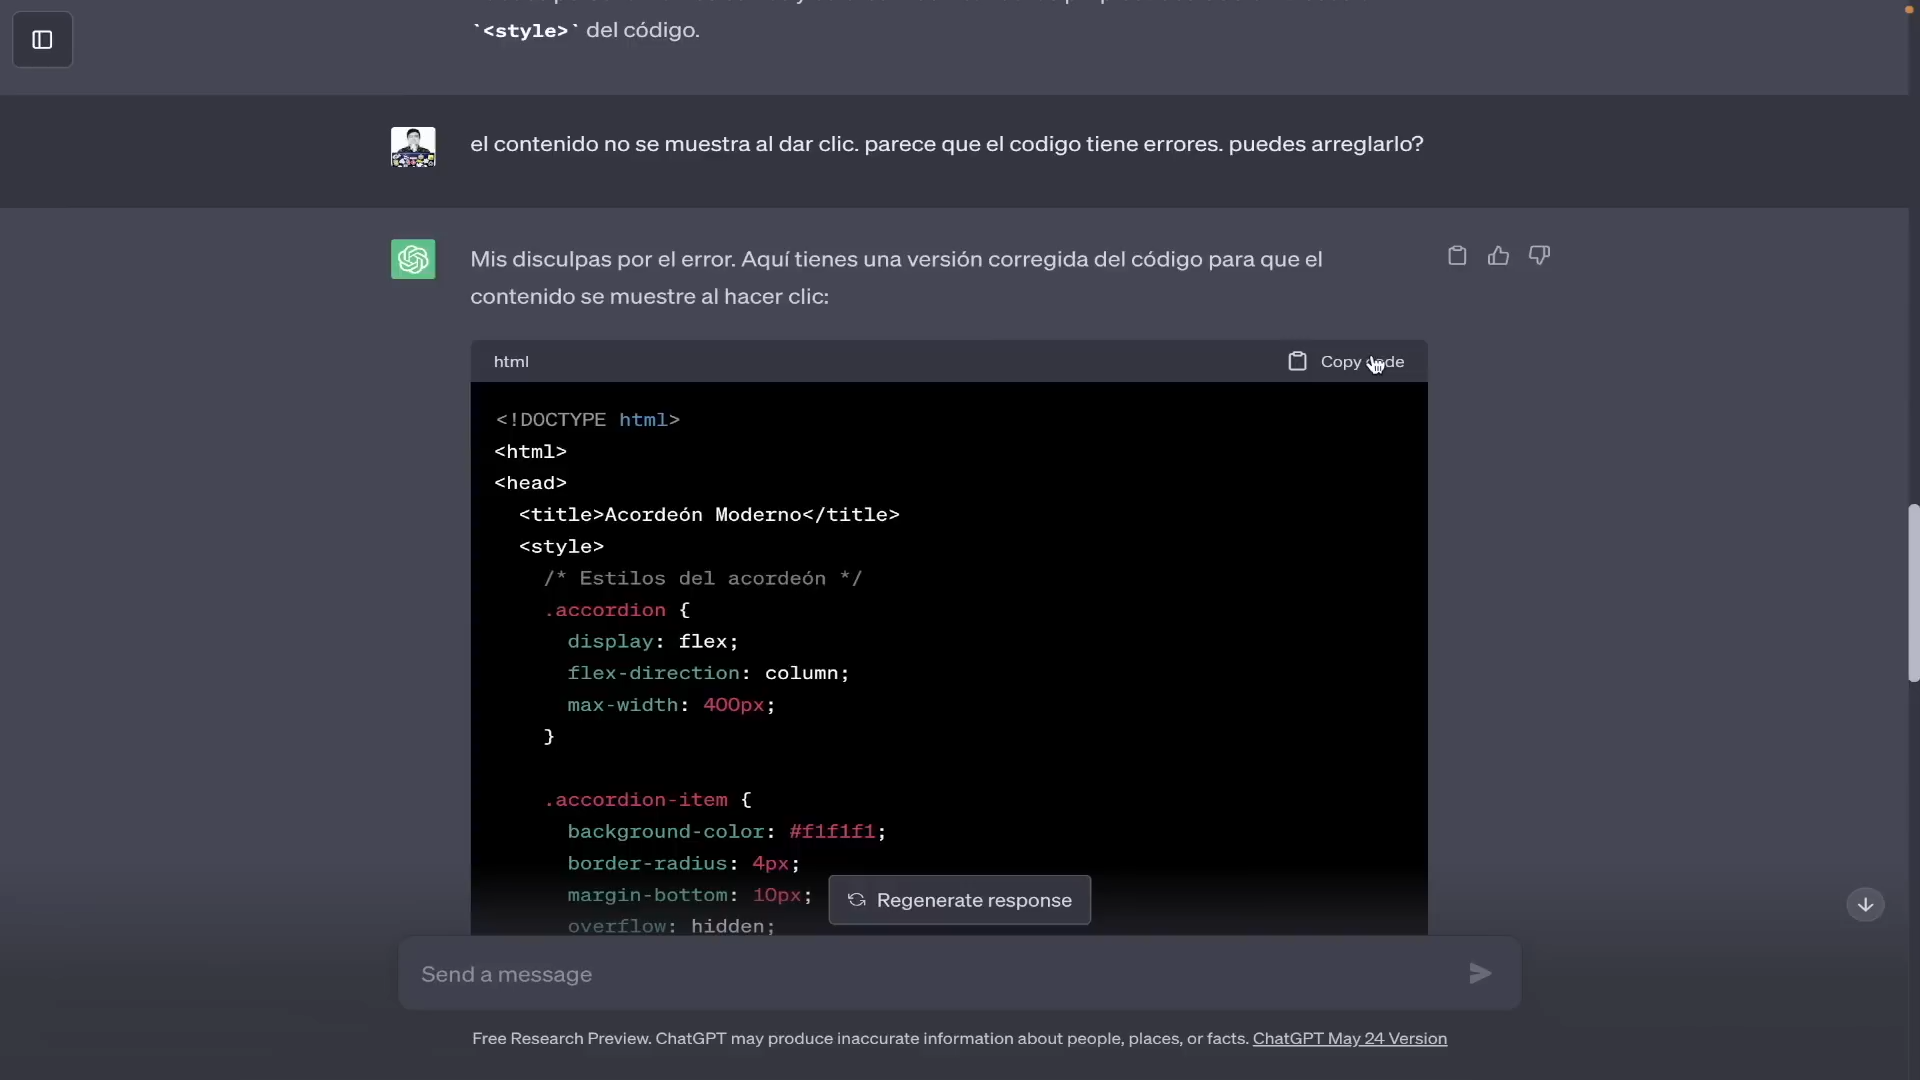 `<style>` del código.
el contenido no se muestra al dar clic. parece que el codigo tiene errores. puedes arreglarlo?
Mis disculpas por el error. Aquí tienes una versión corregida del código para que el
contenido se muestre al hacer clic:
html Copy code
<!DOCTYPE html>
<html>
<head>
<title>Acordeón Moderno</title>
<style>
/* Estilos del acordeón */
.accordion {
display: flex;
flex-direction: column;
max-width: 400px;
}
.accordion-item {
background-color: #f1f1f1;
border-radius: 4px;
margin-bottom: 10px;
overflow: hidden;
Regenerate response
Send a message
Free Research Preview. ChatGPT may produce inaccurate information about people, places, or facts. ChatGPT May 24 Version